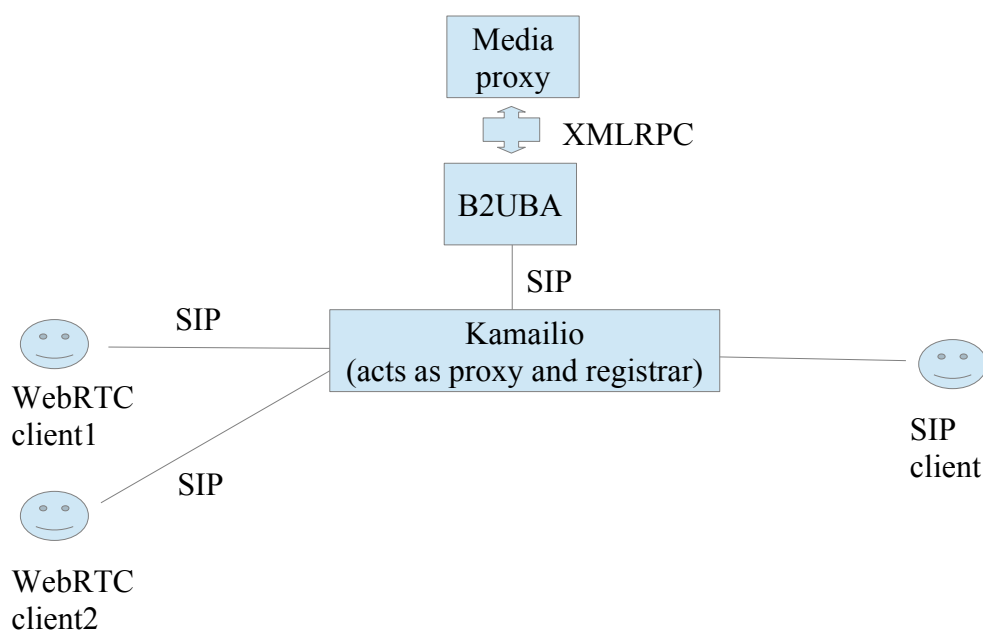 Media
proxy
XMLRPC
B2UBA
SIP
Kamailio
(acts as proxy and registrar)
SIP
WebRTC
client1
SIP
WebRTC
client2
SIP
client